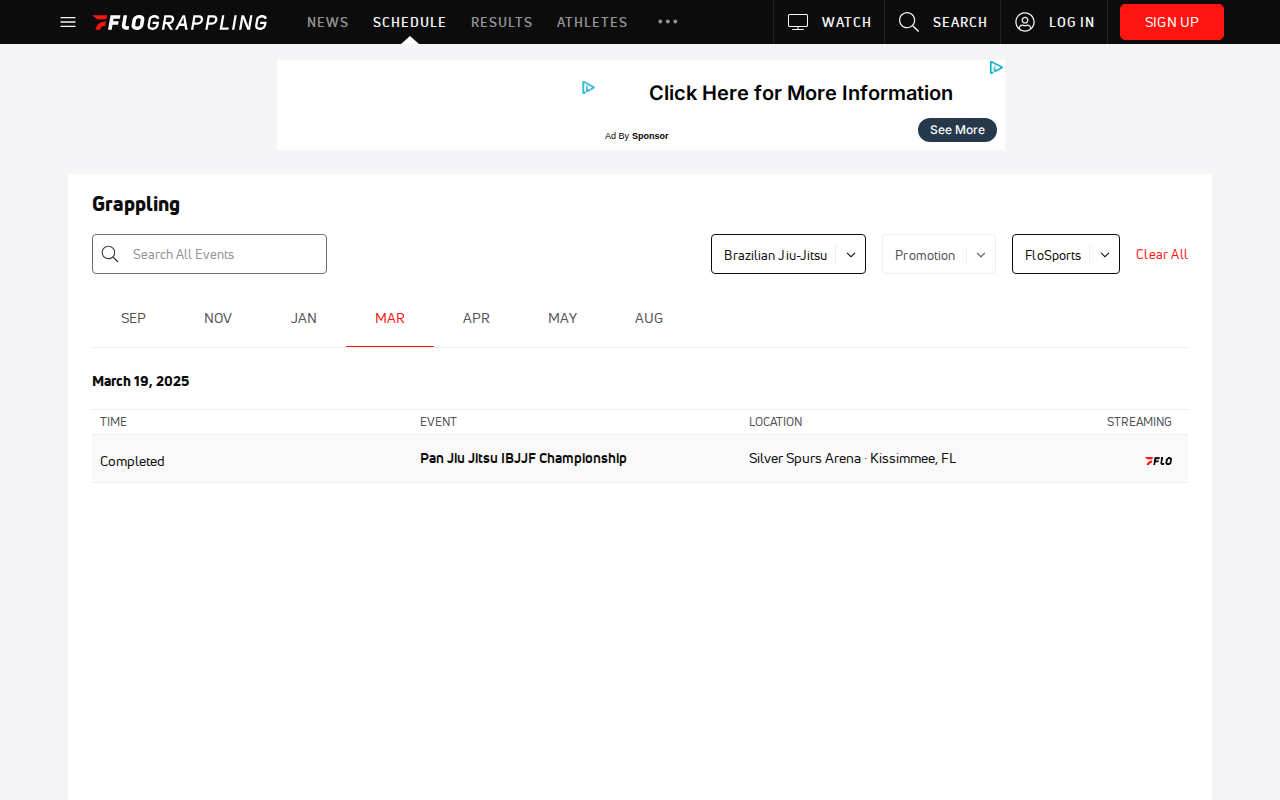 FLOGRAPPLING NEWS SCHEDULE RESULTS ATHLETES WATCH SEARCH LOG IN SIGN UP
Click Here for More Information
Ad By Sponsor
See More
Grappling
Search All Events
Brazilian Jiu-Jitsu
Promotion
FloSports
Clear All
SEP NOV JAN MAR APR MAY AUG
March 19, 2025
TIME EVENT LOCATION STREAMING
Completed Pan Jiu Jitsu IBJJF Championship Silver Spurs Arena · Kissimmee, FL FLO